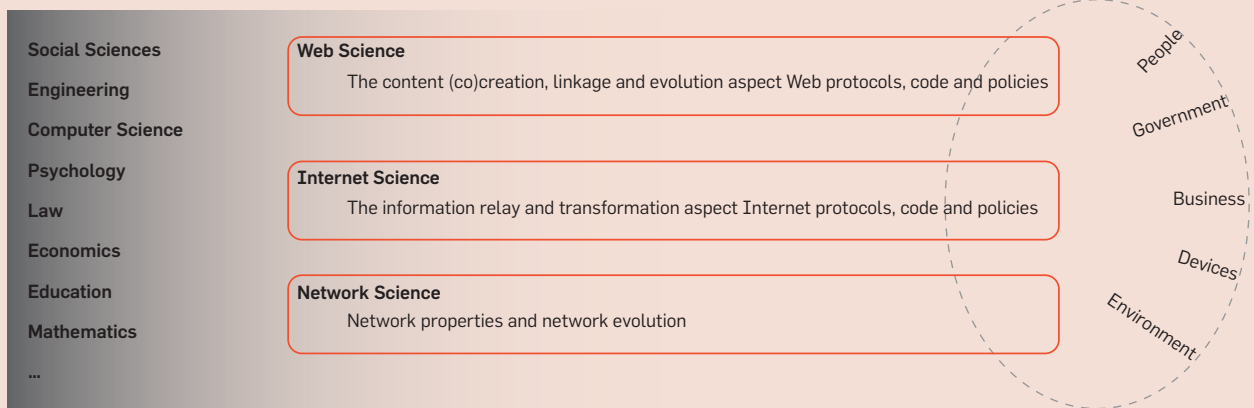 Social Sciences
Engineering
Computer Science
Psychology
Law
Economics
Education
Mathematics
...
Web Science
The content (co)creation, linkage and evolution aspect Web protocols, code and policies
Internet Science
The information relay and transformation aspect Internet protocols, code and policies
Network Science
Network properties and network evolution
People
Government
Business
Devices
Environment